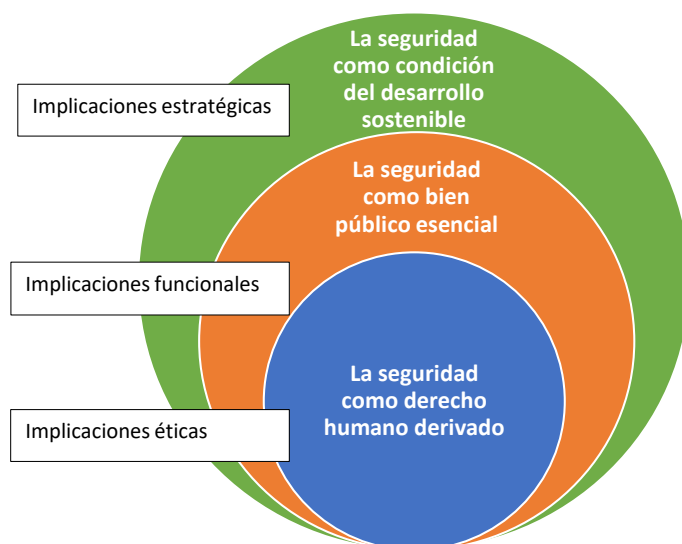 La seguridad
como condición
del desarrollo
sostenible
Implicaciones estratégicas
La seguridad
como bien
público esencial
Implicaciones funcionales
La seguridad
como derecho
humano derivado
Implicaciones éticas